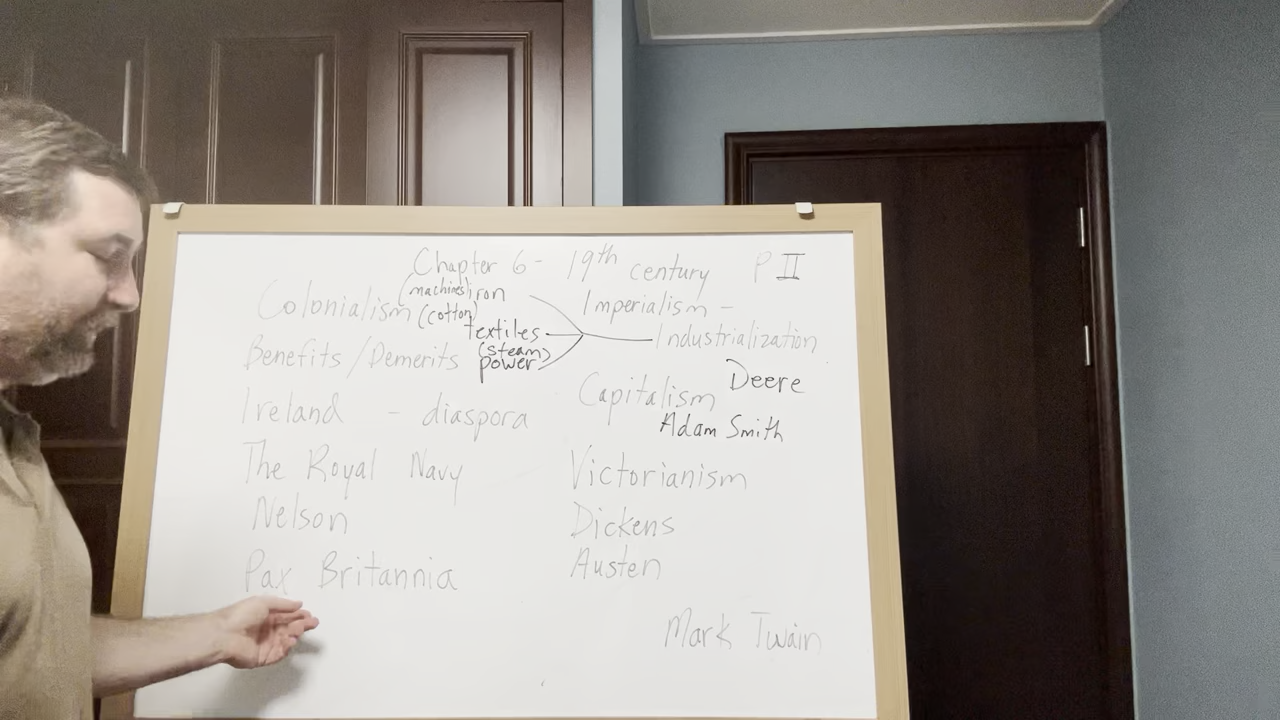 Chapter 6- 19th century P II
Colonialism
(machines) iron
(cotton)
textiles
(steam)
power
Benefits/Demerits
Ireland - diaspora
The Royal Navy
Nelson
Pax Britannia
Imperialism -
Industrialization
Capitalism Deere
Adam Smith
Victorianism
Dickens
Austen
Mark Twain